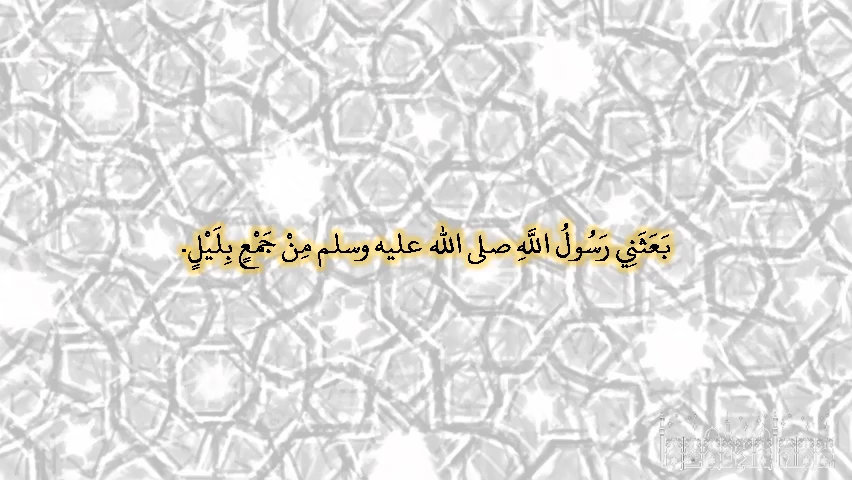 بَعَثَنِي رَسُولُ اللَّهِ صلى الله عليه وسلم مِنْ جَمْعٍ بِلَيْلٍ.